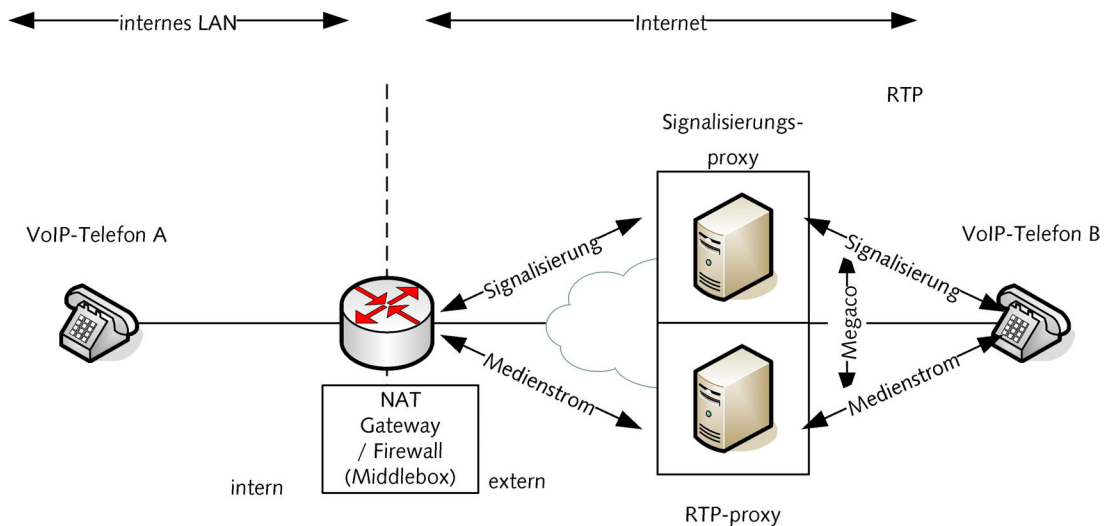 internes LAN
Internet
RTP
Signalisierungs-
proxy
VoIP-Telefon A
VoIP-Telefon B
Signalisierung
Signalisierung
Megaco
Medienstrom
Medienstrom
NAT
Gateway
/ Firewall
(Middlebox)
intern
extern
RTP-proxy